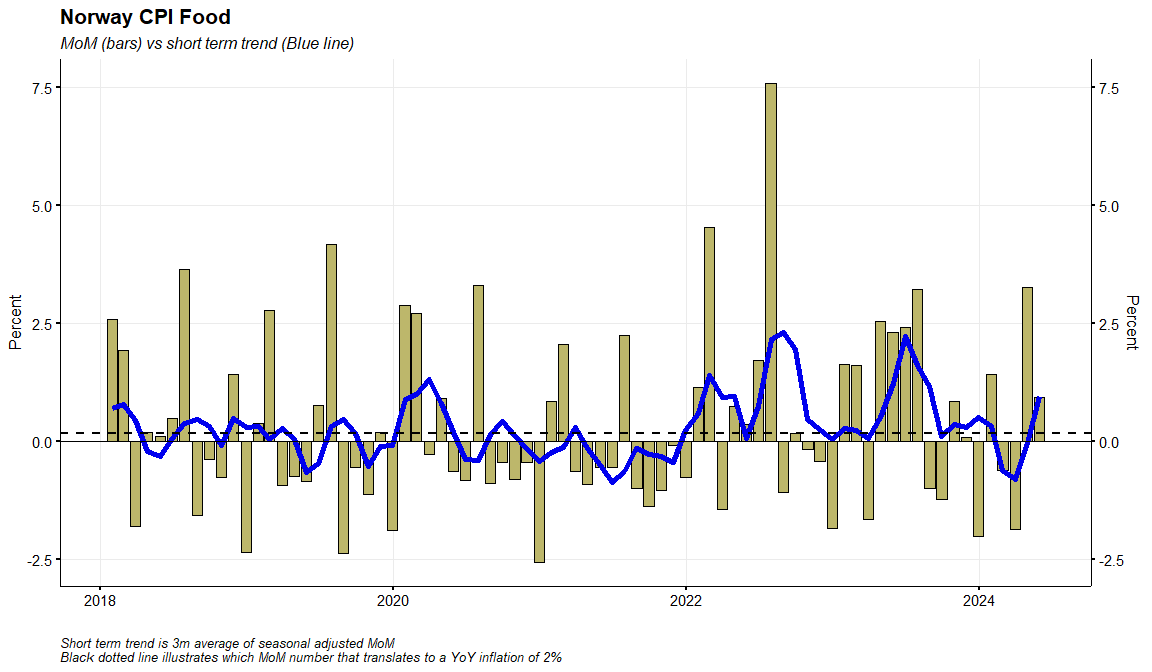 Norway CPI Food
MoM (bars) vs short term trend (Blue line)
7.5
7.5
5.0
5.0
Percent
Percent
2.5
2.5
0.0
0.0
-2.5
-2.5
2018
2020
2022
2024
Short term trend is 3m average of seasonal adjusted MoM
Black dotted line illustrates which MoM number that translates to a YoY inflation of 2%